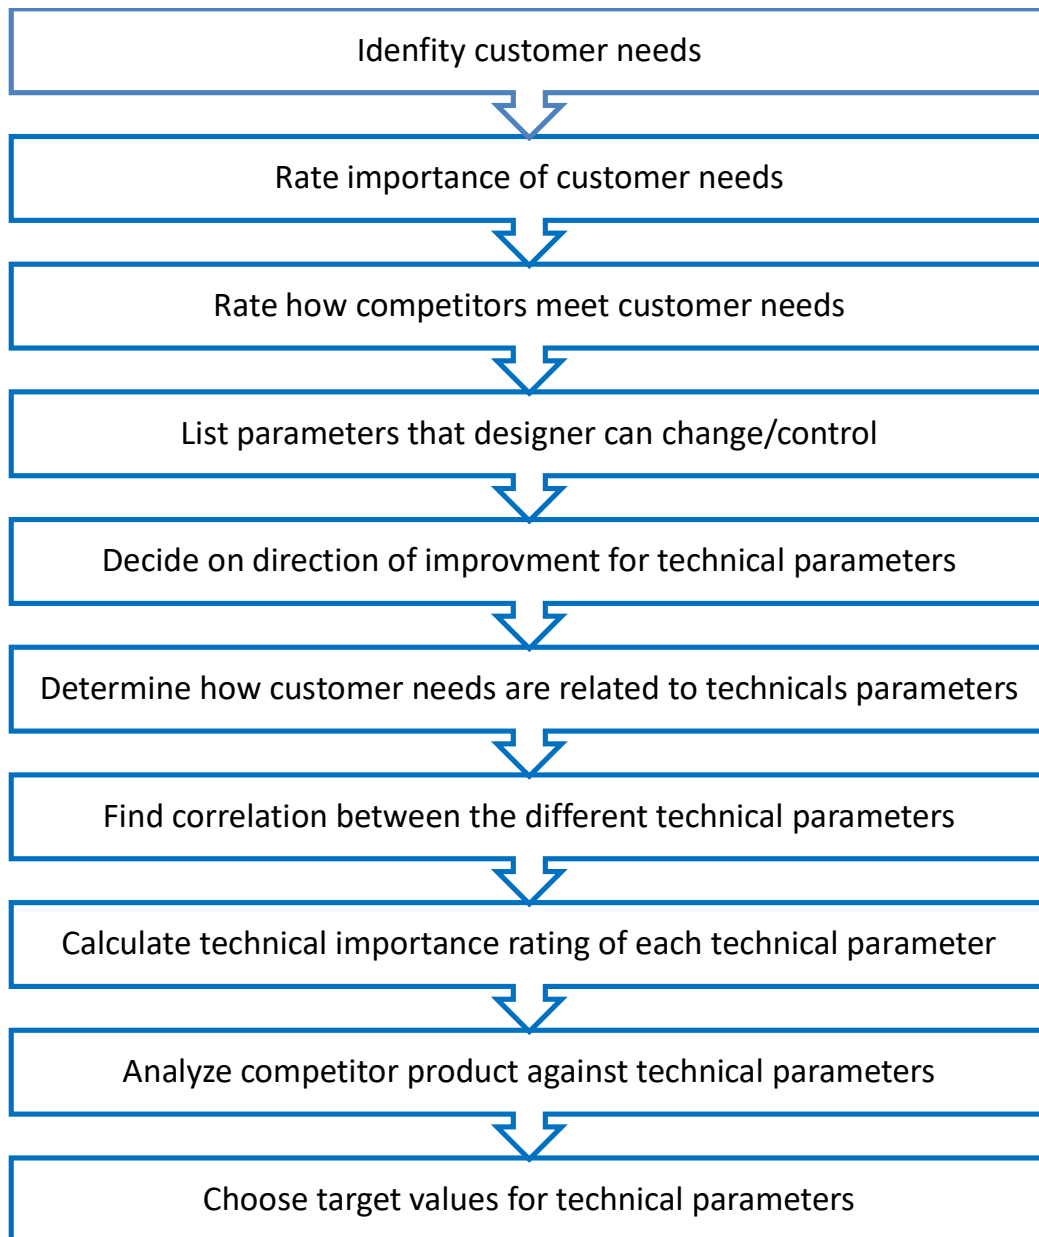 Idenfity customer needs
Rate importance of customer needs
Rate how competitors meet customer needs
List parameters that designer can change/control
Decide on direction of improvment for technical parameters
Determine how customer needs are related to technicals parameters
Find correlation between the different technical parameters
Calculate technical importance rating of each technical parameter
Analyze competitor product against technical parameters
Choose target values for technical parameters